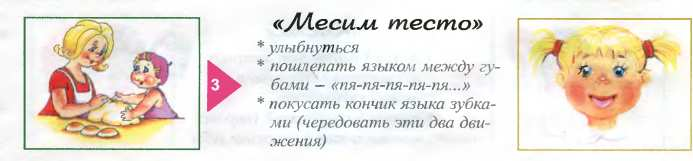 «Месим тесто»
* улыбнуться
* пошлепать языком между гу-
бами – «пя-пя-пя-пя-пя...»
3
* покусать кончик языка зубка-
ми (чередовать эти два дви-
жения)